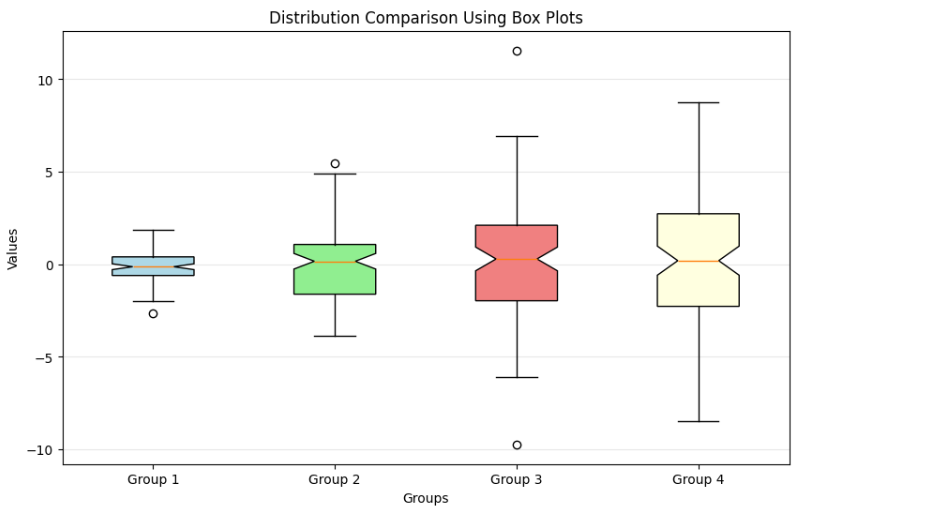 Distribution Comparison Using Box Plots
Values
10
5
0
−5
−10
Group 1
Group 2
Group 3
Group 4
Groups